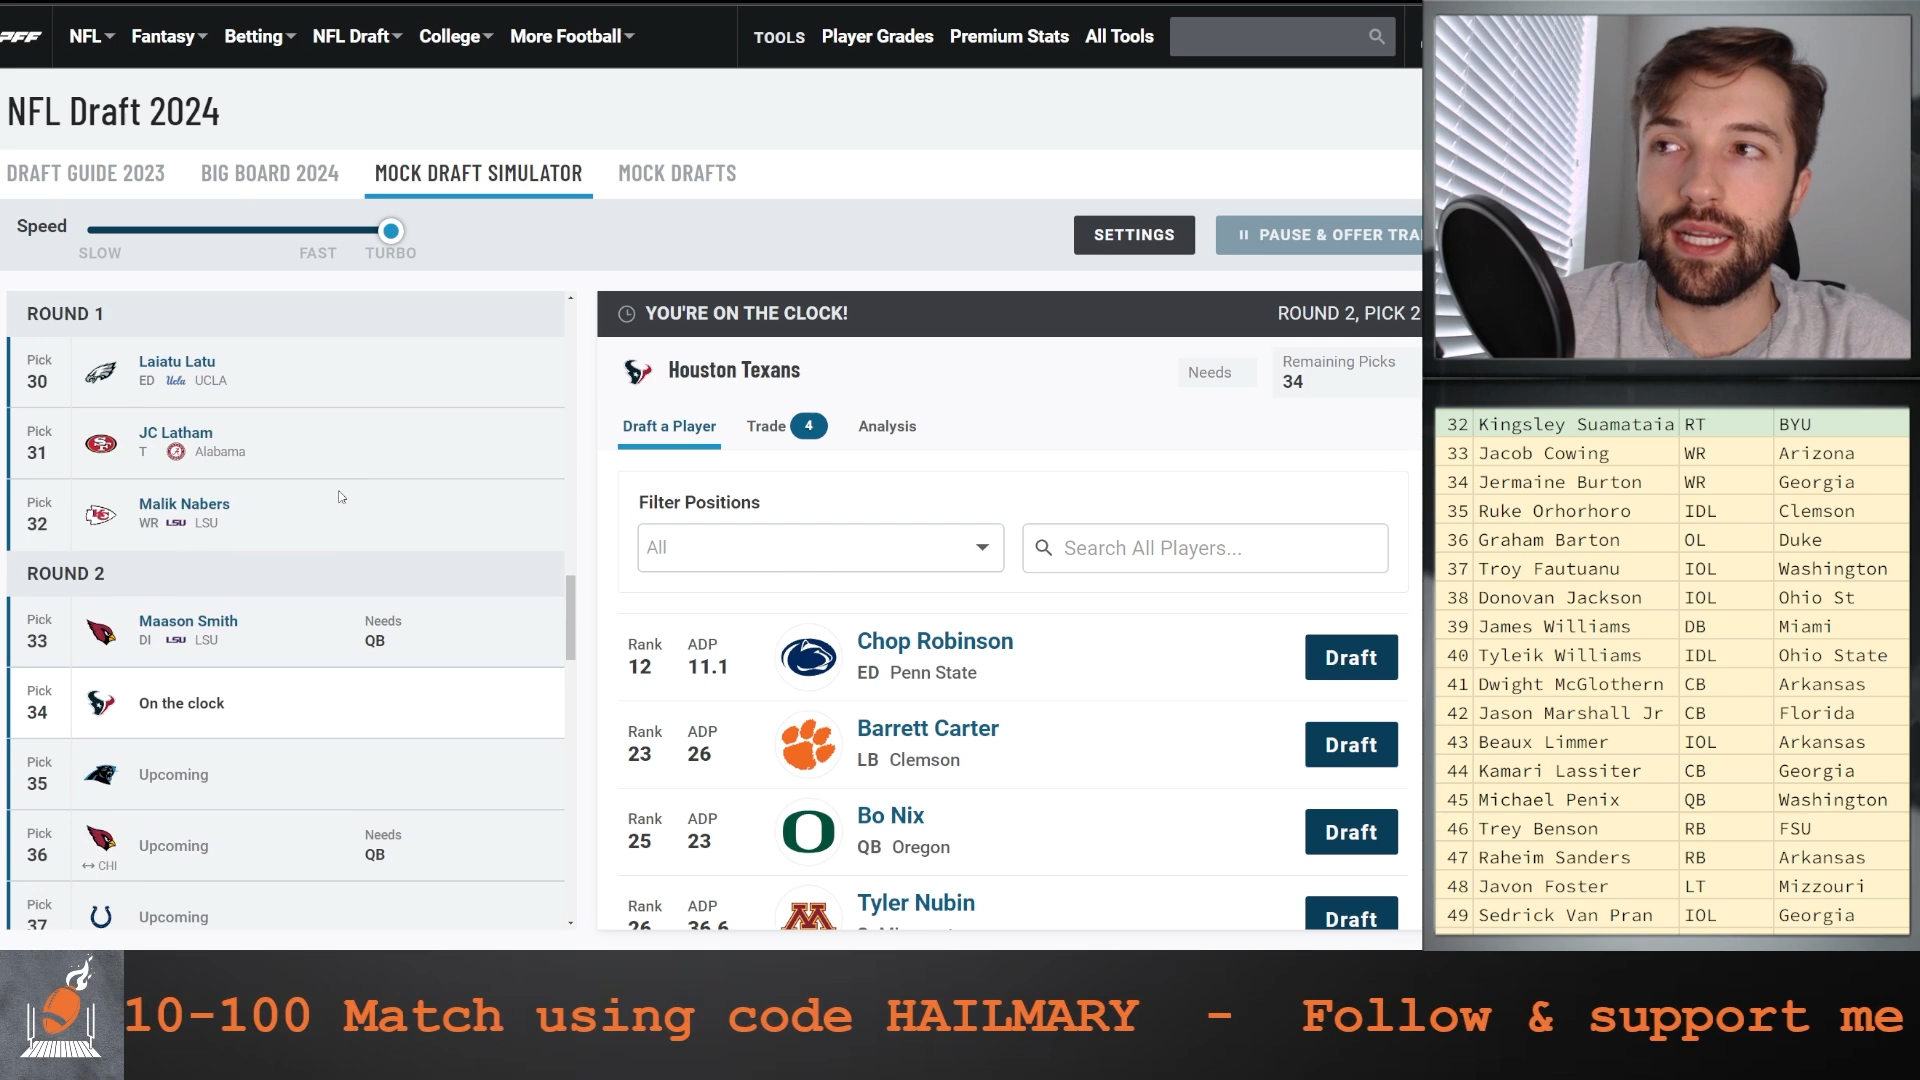 PFF NFL Fantasy Betting NFL Draft College More Football TOOLS Player Grades Premium Stats All Tools
NFL Draft 2024
DRAFT GUIDE 2023 BIG BOARD 2024 MOCK DRAFT SIMULATOR MOCK DRAFTS
Speed
SLOW FAST TURBO
SETTINGS PAUSE & OFFER TRA
ROUND 1
Pick 30 Laiatu Latu
ED Ucla UCLA
Pick 31 JC Latham
T Alabama
Pick 32 Malik Nabers
WR LSU LSU
ROUND 2
Pick 33 Maason Smith Needs
DI LSU LSU QB
Pick 34 On the clock
Pick 35 Upcoming
Pick 36 Upcoming Needs
QB
↔ CHI
Pick 37 Upcoming
YOU'RE ON THE CLOCK! ROUND 2, PICK 2
Houston Texans Needs Remaining Picks
34
Draft a Player Trade 4 Analysis
Filter Positions
All Search All Players...
Rank ADP Chop Robinson
12 11.1 ED Penn State Draft
Rank ADP Barrett Carter
23 26 LB Clemson Draft
Rank ADP Bo Nix
25 23 QB Oregon Draft
Rank ADP Tyler Nubin
26 36.6 Draft
32 Kingsley Suamataia RT BYU
33 Jacob Cowing WR Arizona
34 Jermaine Burton WR Georgia
35 Ruke Orhorhoro IDL Clemson
36 Graham Barton OL Duke
37 Troy Fautuanu IOL Washington
38 Donovan Jackson IOL Ohio St
39 James Williams DB Miami
40 Tyleik Williams IDL Ohio State
41 Dwight McGlothern CB Arkansas
42 Jason Marshall Jr CB Florida
43 Beaux Limmer IOL Arkansas
44 Kamari Lassiter CB Georgia
45 Michael Penix QB Washington
46 Trey Benson RB FSU
47 Raheim Sanders RB Arkansas
48 Javon Foster LT Mizzouri
49 Sedrick Van Pran IOL Georgia
10-100 Match using code HAILMARY - Follow & support me